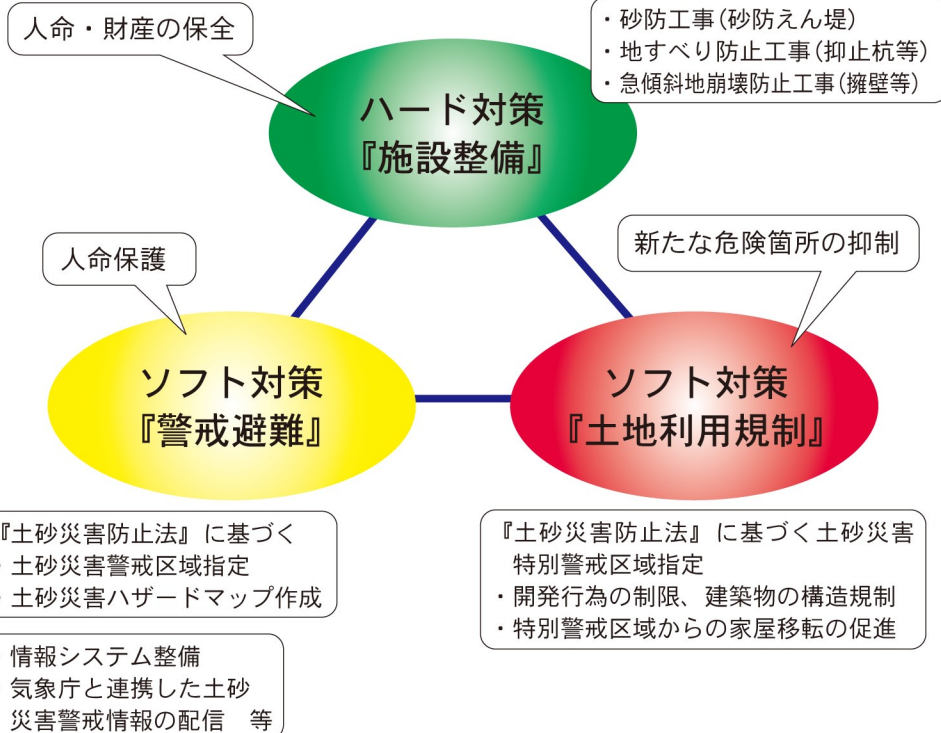 人命・財産の保全
・砂防工事(砂防えん堤)
・地すべり防止工事(抑止杭等)
・急傾斜地崩壊防止工事(擁壁等)
ハード対策
『施設整備』
人命保護
新たな危険箇所の抑制
ソフト対策
『警戒避難』
ソフト対策
『土地利用規制』
『土砂災害防止法』に基づく
・土砂災害警戒区域指定
・土砂災害ハザードマップ作成
『土砂災害防止法』に基づく土砂災害
特別警戒区域指定
・開発行為の制限、建築物の構造規制
・特別警戒区域からの家屋移転の促進
情報システム整備
気象庁と連携した土砂
災害警戒情報の配信 等